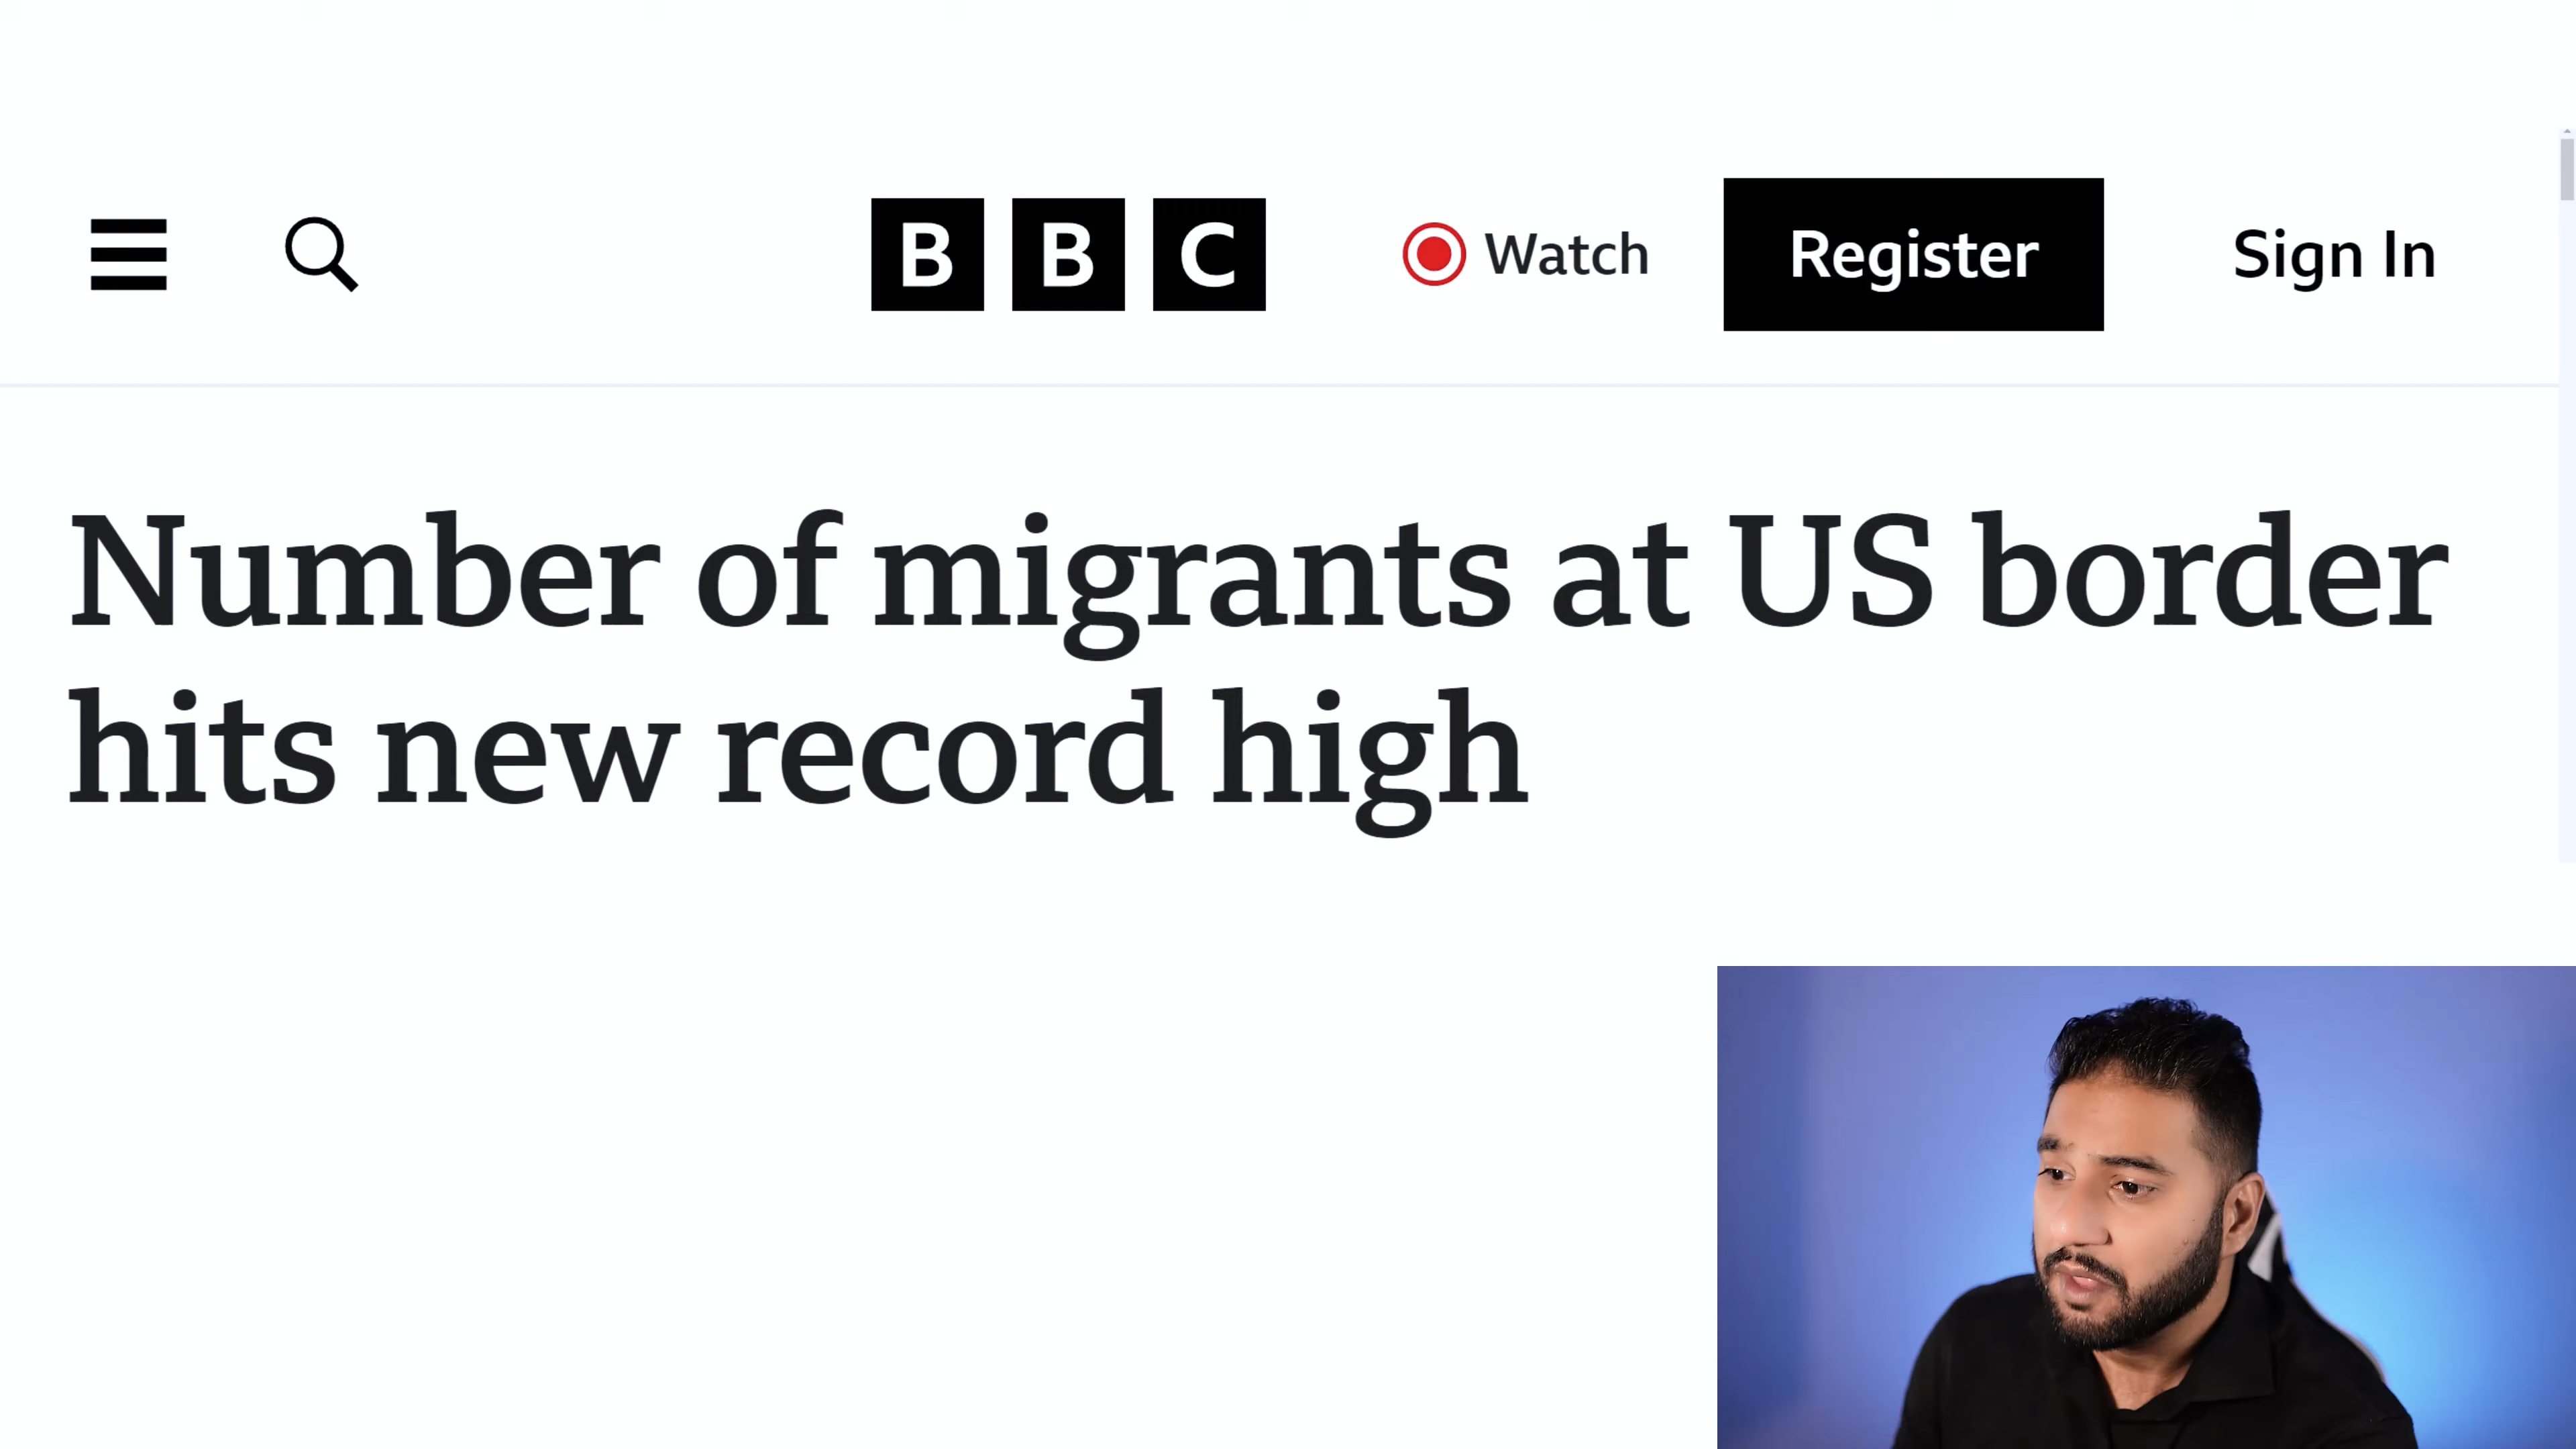 BBC
Watch
Register
Sign In
Number of migrants at US border
hits new record high